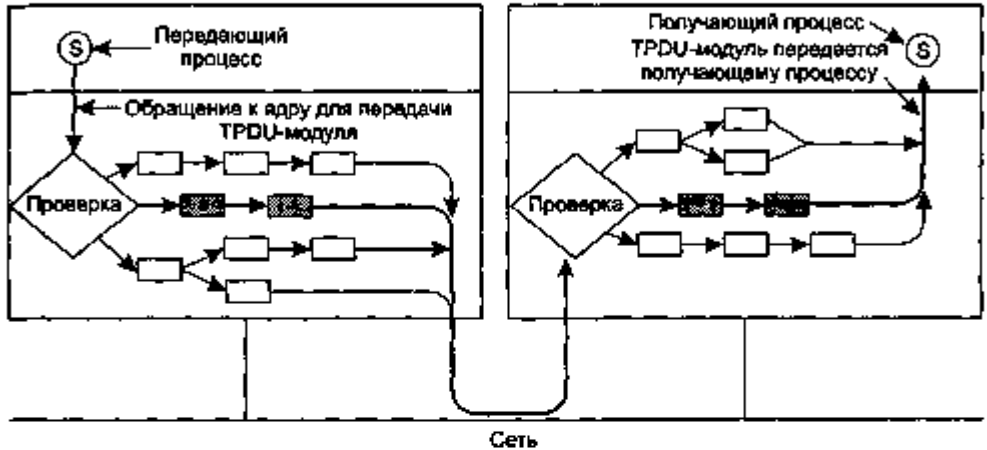 S
Передающий
процесс
Обращение к ядру для передачи
TPDU-модуля
Проверка
Получающий процесс
TPDU-модуль передается
получающему процессу
S
Проверка
Сеть